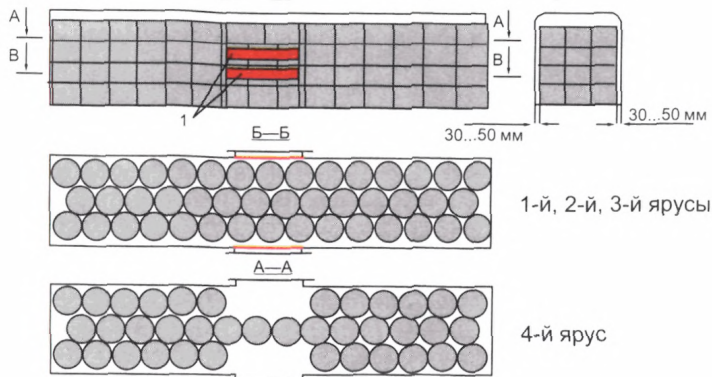 А
А
В
В
1
30...50 мм
30...50 мм
Б—Б
1-й, 2-й, 3-й ярусы
А—А
4-й ярус